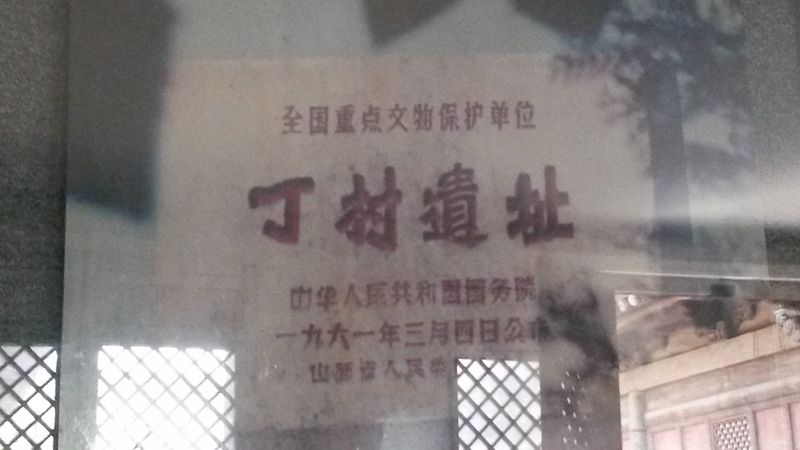 全国重点文物保护单位
丁村遺址
中华人民共和国国务院
一九六一年三月四日公布
山西省人民